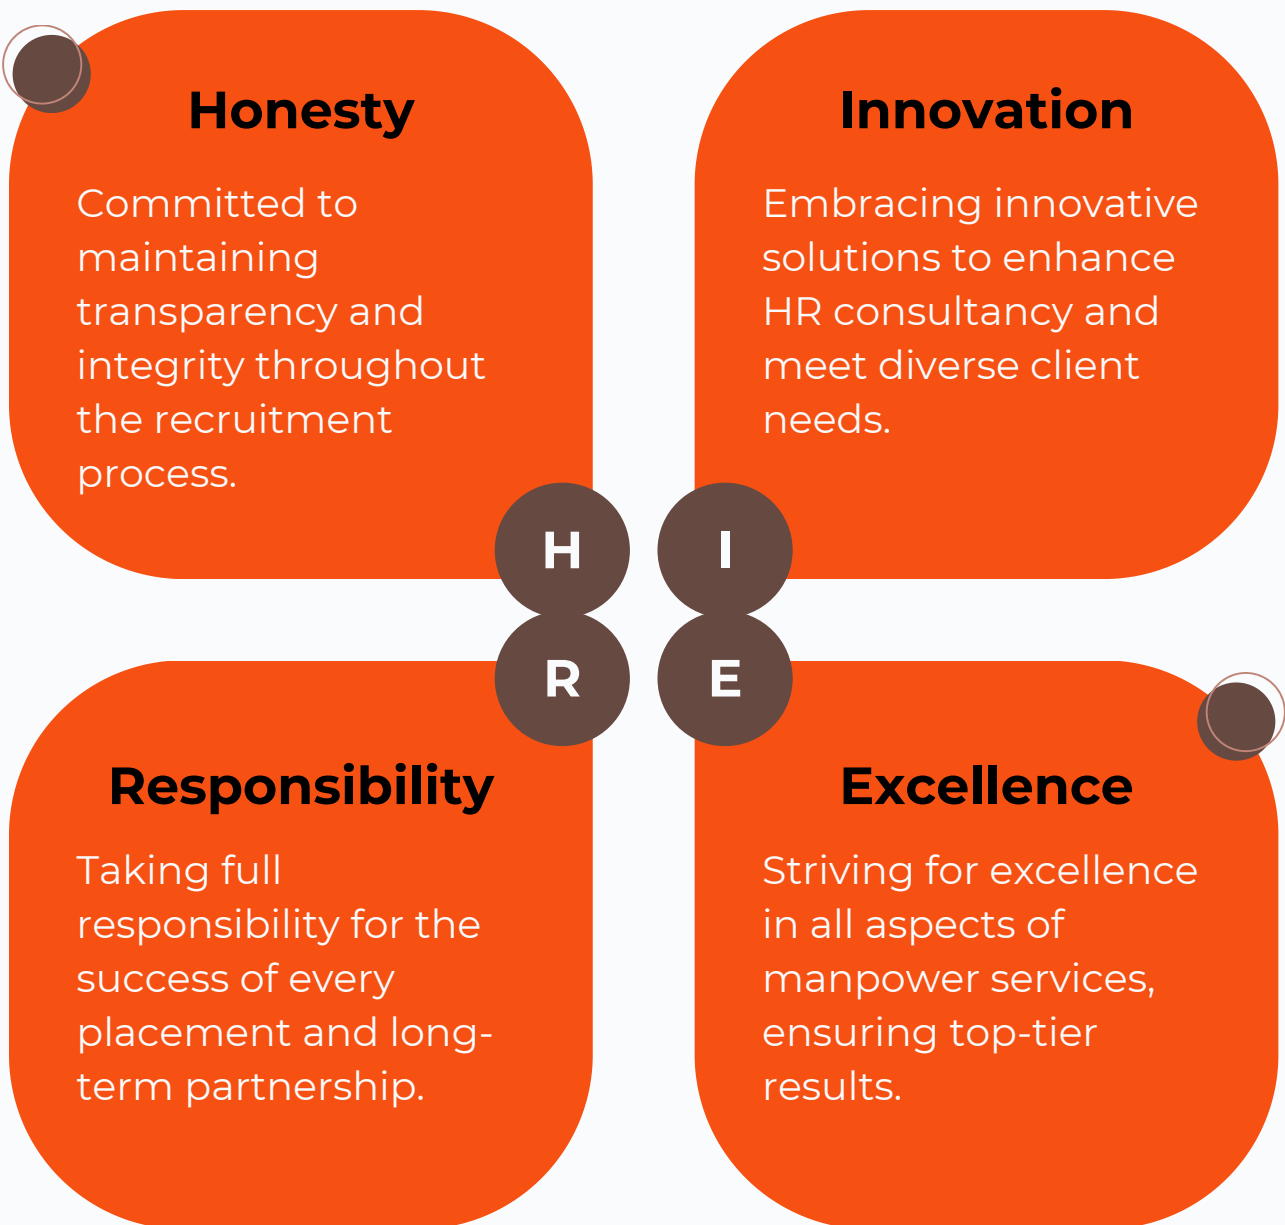 Honesty
Committed to
maintaining
transparency and
integrity throughout
the recruitment
process.
Innovation
Embracing innovative
solutions to enhance
HR consultancy and
meet diverse client
needs.
H
I
R
E
Responsibility
Taking full
responsibility for the
success of every
placement and long-
term partnership.
Excellence
Striving for excellence
in all aspects of
manpower services,
ensuring top-tier
results.